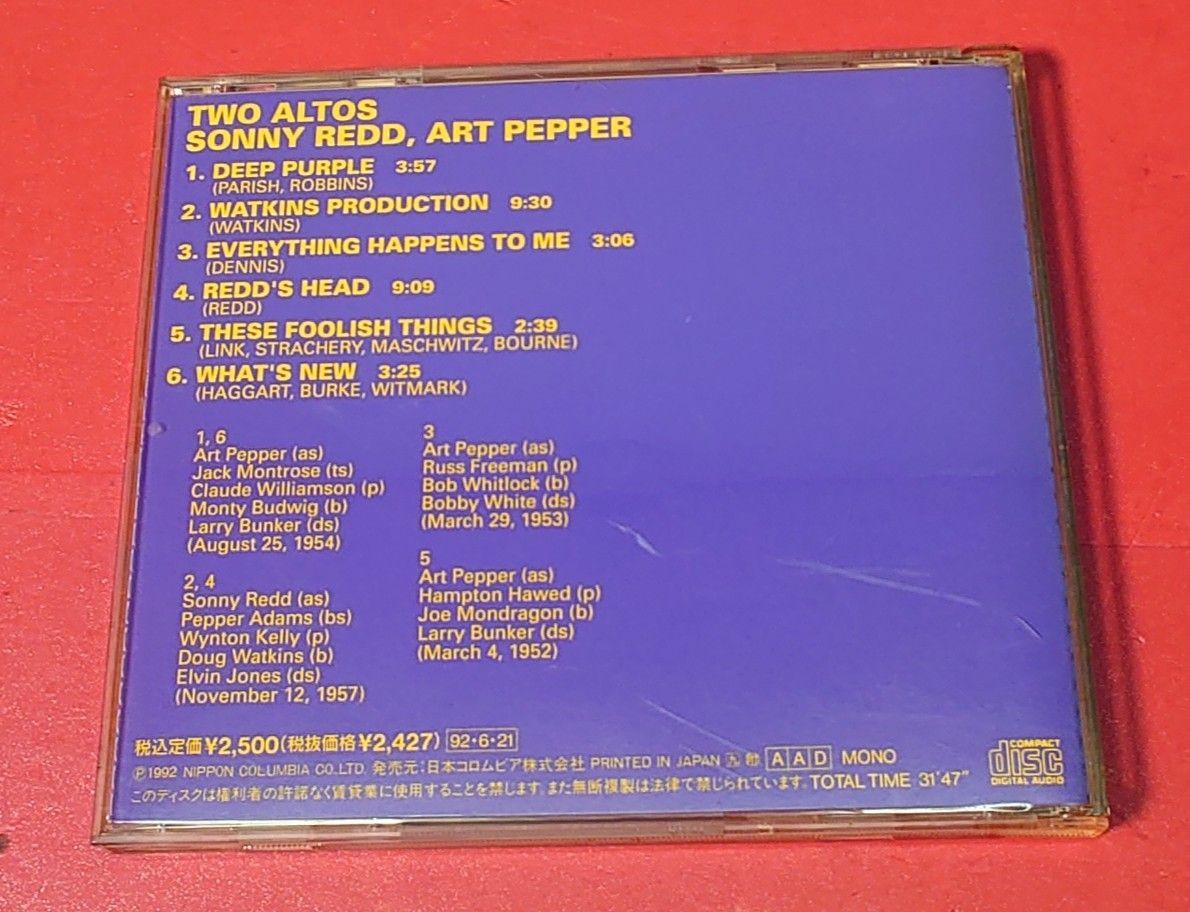 TWO ALTOS
SONNY REDD, ART PEPPER
1. DEEP PURPLE 3:57
(PARISH, ROBBINS)
2. WATKINS PRODUCTION 9:30
(WATKINS)
3. EVERYTHING HAPPENS TO ME 3:06
(DENNIS)
4. REDD'S HEAD 9:09
(REDD)
5. THESE FOOLISH THINGS 2:39
(LINK, STRACHERY, MASCHWITZ, BOURNE)
6. WHAT'S NEW 3:25
(HAGGART, BURKE, WITMARK)
1, 6
Art Pepper (as)
Jack Montrose (ts)
Claude Williamson (p)
Monty Budwig (b)
Larry Bunker (ds)
(August 25, 1954)
2, 4
Sonny Redd (as)
Pepper Adams (bs)
Wynton Kelly (p)
Doug Watkins (b)
Elvin Jones (ds)
(November 12, 1957)
3
Art Pepper (as)
Russ Freeman (p)
Bob Whitlock (b)
Bobby White (ds)
(March 29, 1953)
5
Art Pepper (as)
Hampton Hawed (p)
Joe Mondragon (b)
Larry Bunker (ds)
(March 4, 1952)
税込定価¥2,500(税抜価格¥2,427) 92・6・21
Ⓟ1992 NIPPON COLUMBIA CO.,LTD. 発売元:日本コロムビア株式会社 PRINTED IN JAPAN AAD MONO
このディスクは権利者の許諾なく賃貸業に使用することを禁じます。また無断複製は法律で禁じられています。TOTAL TIME 31'47"
COMPACT
disc
DIGITAL AUDIO